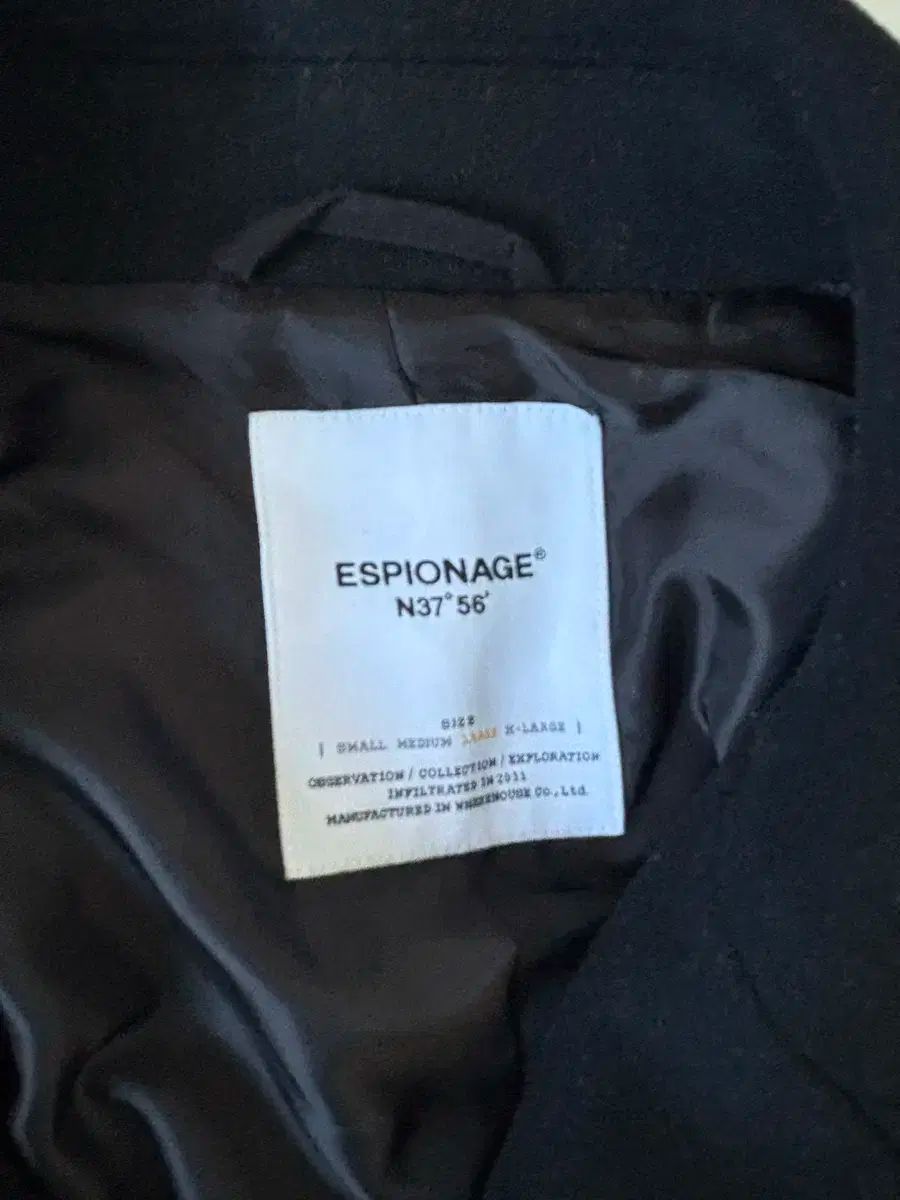 ESPIONAGE®
N37° 56'
SIZE
| SMALL MEDIUM LARGE X-LARGE |
OBSERVATION / COLLECTION / EXPLORATION
INFILTRATED IN 2011
MANUFACTURED IN WHEREHOUSE Co., Ltd.